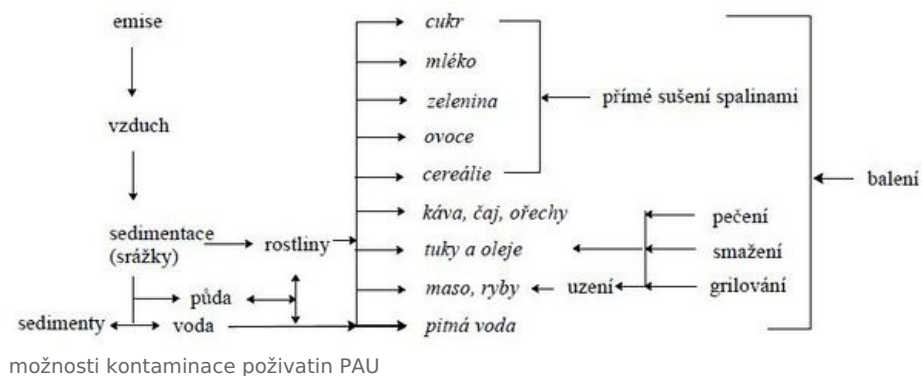 emise
cukr
mléko
zelenina
přímé sušení spalinami
vzduch
ovoce
cereálie
balení
káva, čaj, ořechy
pečení
sedimentace
(srážky)
rostliny
tuky a oleje
smažení
půda
maso, ryby
uzení
grilování
sedimenty
voda
pitná voda
možnosti kontaminace poživatin PAU